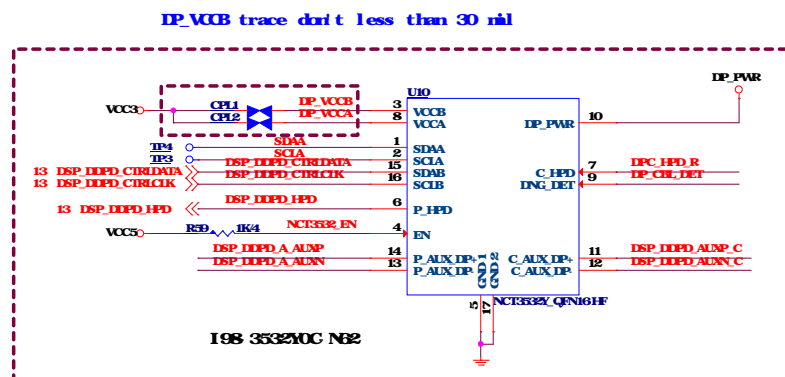 DP_VCCB trace don't less than 30 mil
U10
DP_PWR
VCC3
CPL1
DP_VCCB
3
VCCB
CPL2
DP_VCCA
8
VCCA
DP_PWR
10
TP4
SDAA
1
SDAA
TP3
SCLA
2
SCLA
13 DSP_DDPD_CTRLDATA
DSP_DDPD_CTRLDATA
15
SDAB
C_HPD
7
DPC_HPD_R
13 DSP_DDPD_CTRLCLK
DSP_DDPD_CTRLCLK
16
SCLB
DNG_DET
9
DP_CBL_DET
13 DSP_DDPD_HPD
DSP_DDPD_HPD
6
P_HPD
VCC5
R59
1K/4
NCT3532_EN
4
EN
DSP_DDPD_A_AUXP
14
P_AUX_DP+
C_AUX_DP+
11
DSP_DDPD_AUXP_C
DSP_DDPD_A_AUXN
13
P_AUX_DP-
C_AUX_DP-
12
DSP_DDPD_AUXN_C
GND1
GND2
5
17
NCT3532Y_QFN16HF
I98 3532Y0C N62